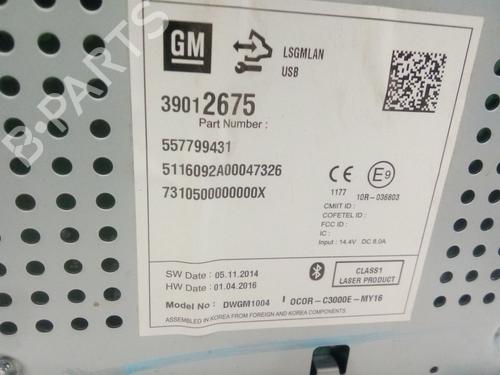 GM
LSGMLAN
USB
39012675
Part Number :
557799431
5116092A00047326
7310500000000X
CE
E9
1177
10R-036803
CMIIT ID :
COFETEL ID :
FCC ID :
IC :
Input : 14.4V DC 8.0A
SW Date : 05.11.2014
HW Date : 01.04.2016
CLASS1
LASER PRODUCT
Model No : DWGM1004 I OCOR-C3000E-MY16
ASSEMBLED IN KOREA FROM FOREIGN AND KOREA COMPONENTS
B-PARTS